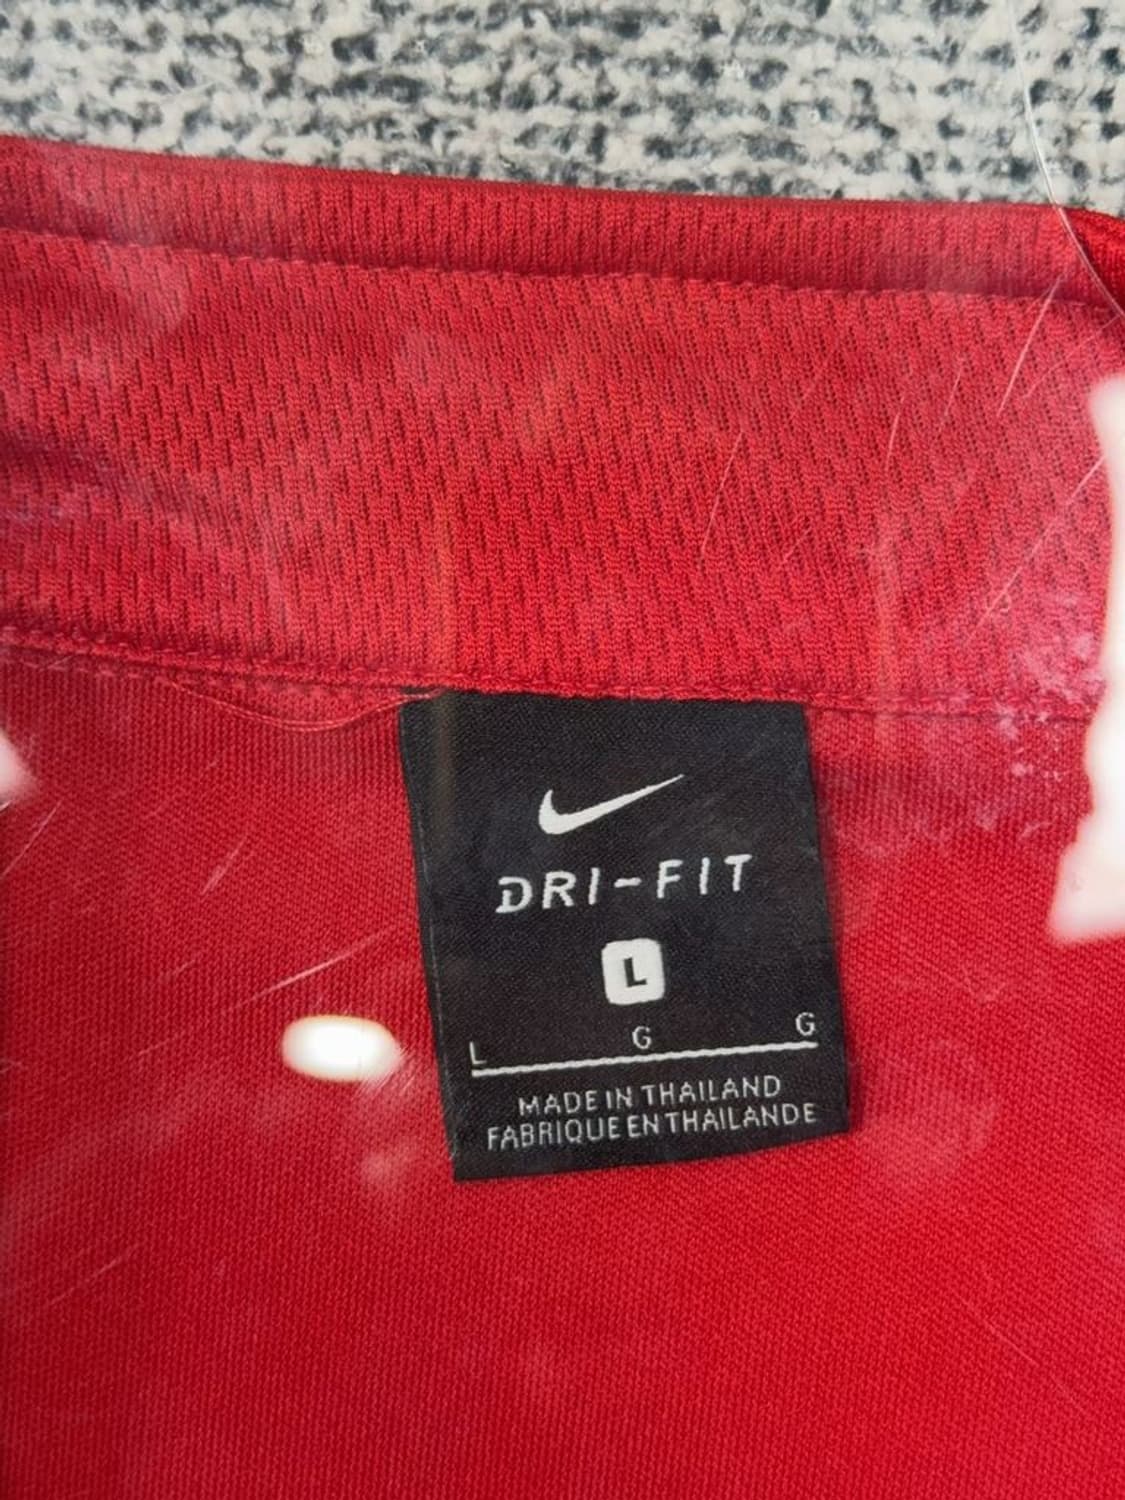 DRI-FIT
L
L G G
MADE IN THAILAND
FABRIQUE EN THAILANDE